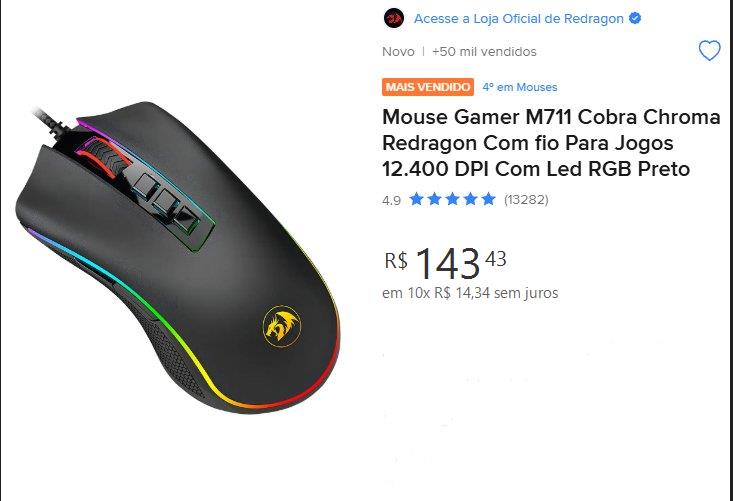 Acesse a Loja Oficial de Redragon
Novo | +50 mil vendidos
MAIS VENDIDO 4º em Mouses
Mouse Gamer M711 Cobra Chroma
Redragon Com fio Para Jogos
12.400 DPI Com Led RGB Preto
4.9 (13282)
R$ 143 43
em 10x R$ 14,34 sem juros